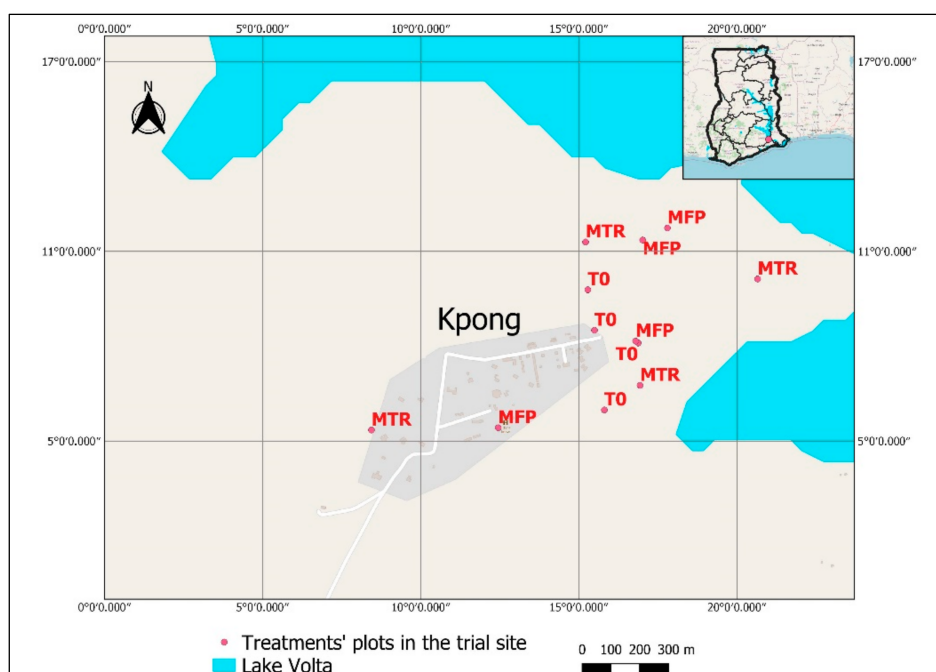 0°0'0.000" 5°0'0.000" 10°0'0.000" 15°0'0.000" 20°0'0.000"
17°0'0.000" 17°0'0.000"
N
MFP
MTR
MFP
11°0'0.000" 11°0'0.000"
MTR
T0
Kpong
T0
MFP
T0
MTR
T0
MTR
MFP
5°0'0.000" 5°0'0.000"
0°0'0.000" 5°0'0.000" 10°0'0.000" 15°0'0.000" 20°0'0.000"
Treatments' plots in the trial site
Lake Volta
0 100 200 300 m